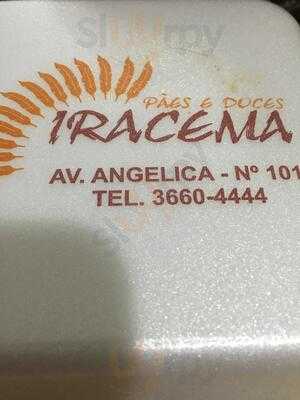 PÃES E DOCES
IRACEMA
AV. ANGELICA - Nº 101
TEL. 3660-4444